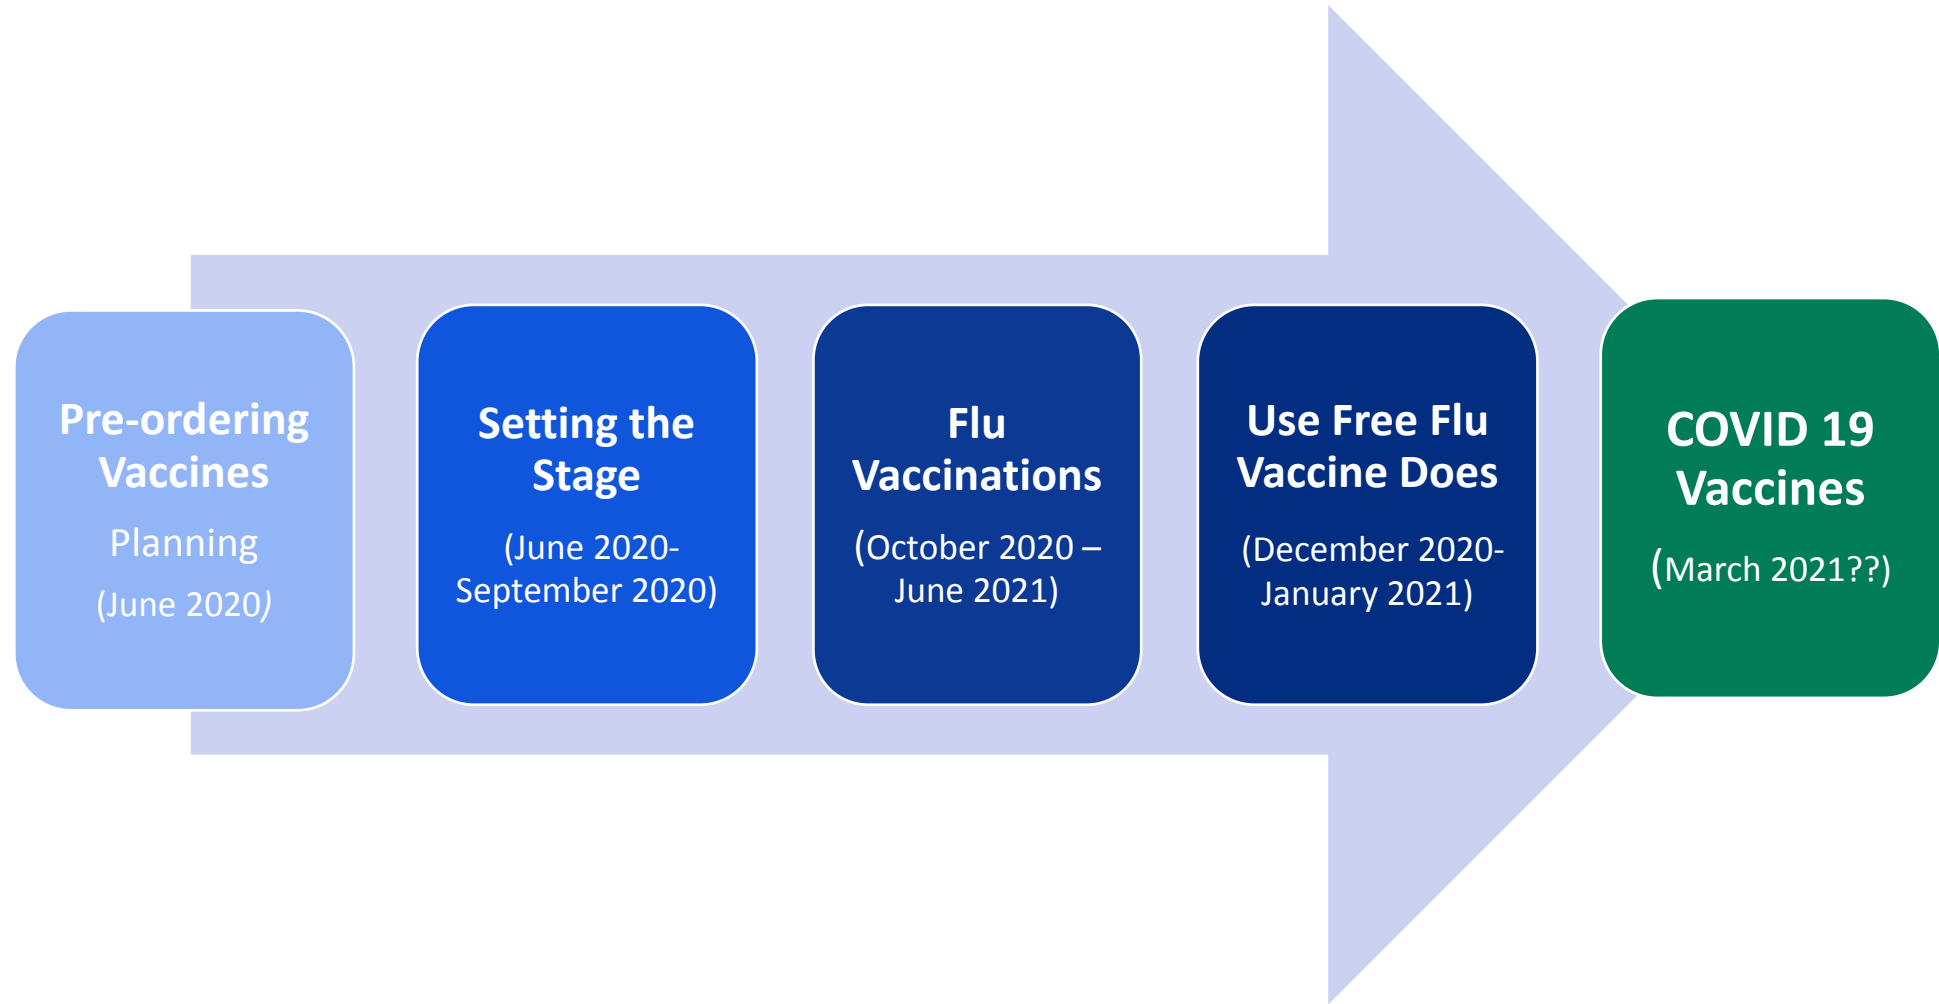 Pre-ordering
Vaccines
Planning
(June 2020)
Setting the
Stage
(June 2020-
September 2020)
Flu
Vaccinations
(October 2020 –
June 2021)
Use Free Flu
Vaccine Does
(December 2020-
January 2021)
COVID 19
Vaccines
(March 2021??)